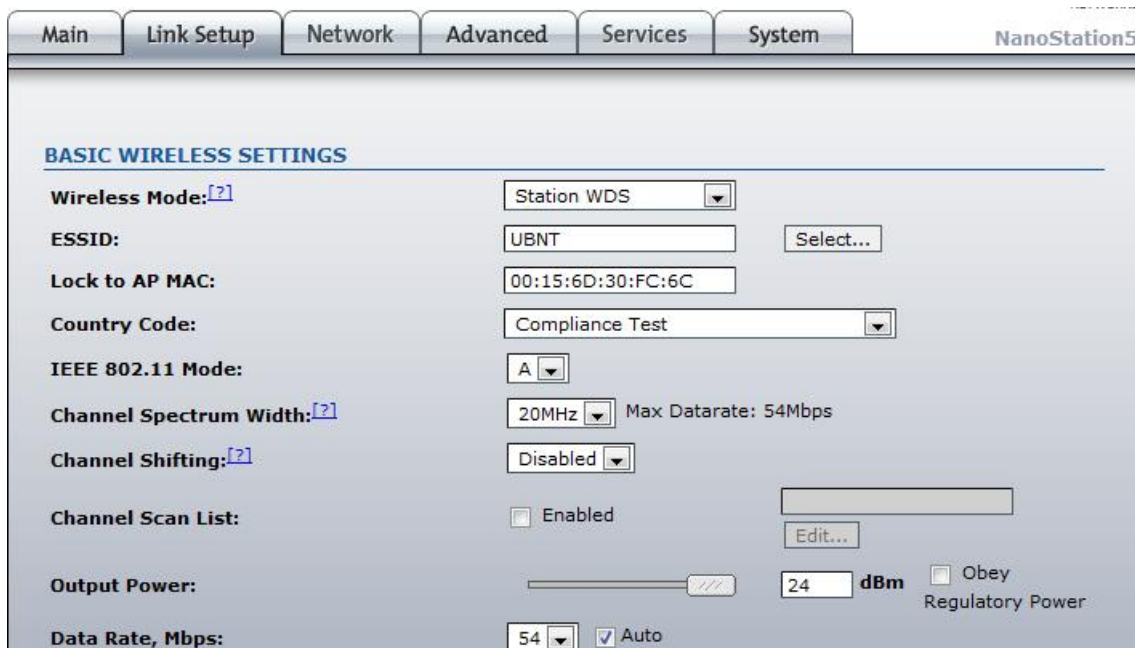 Main Link Setup Network Advanced Services System NanoStation5
BASIC WIRELESS SETTINGS
Wireless Mode:[?] Station WDS
ESSID: UBNT Select...
Lock to AP MAC: 00:15:6D:30:FC:6C
Country Code: Compliance Test
IEEE 802.11 Mode: A
Channel Spectrum Width:[?] 20MHz Max Datarate: 54Mbps
Channel Shifting:[?] Disabled
Channel Scan List: Enabled
Edit...
Output Power: 24 dBm Obey
Regulatory Power
Data Rate, Mbps: 54 Auto